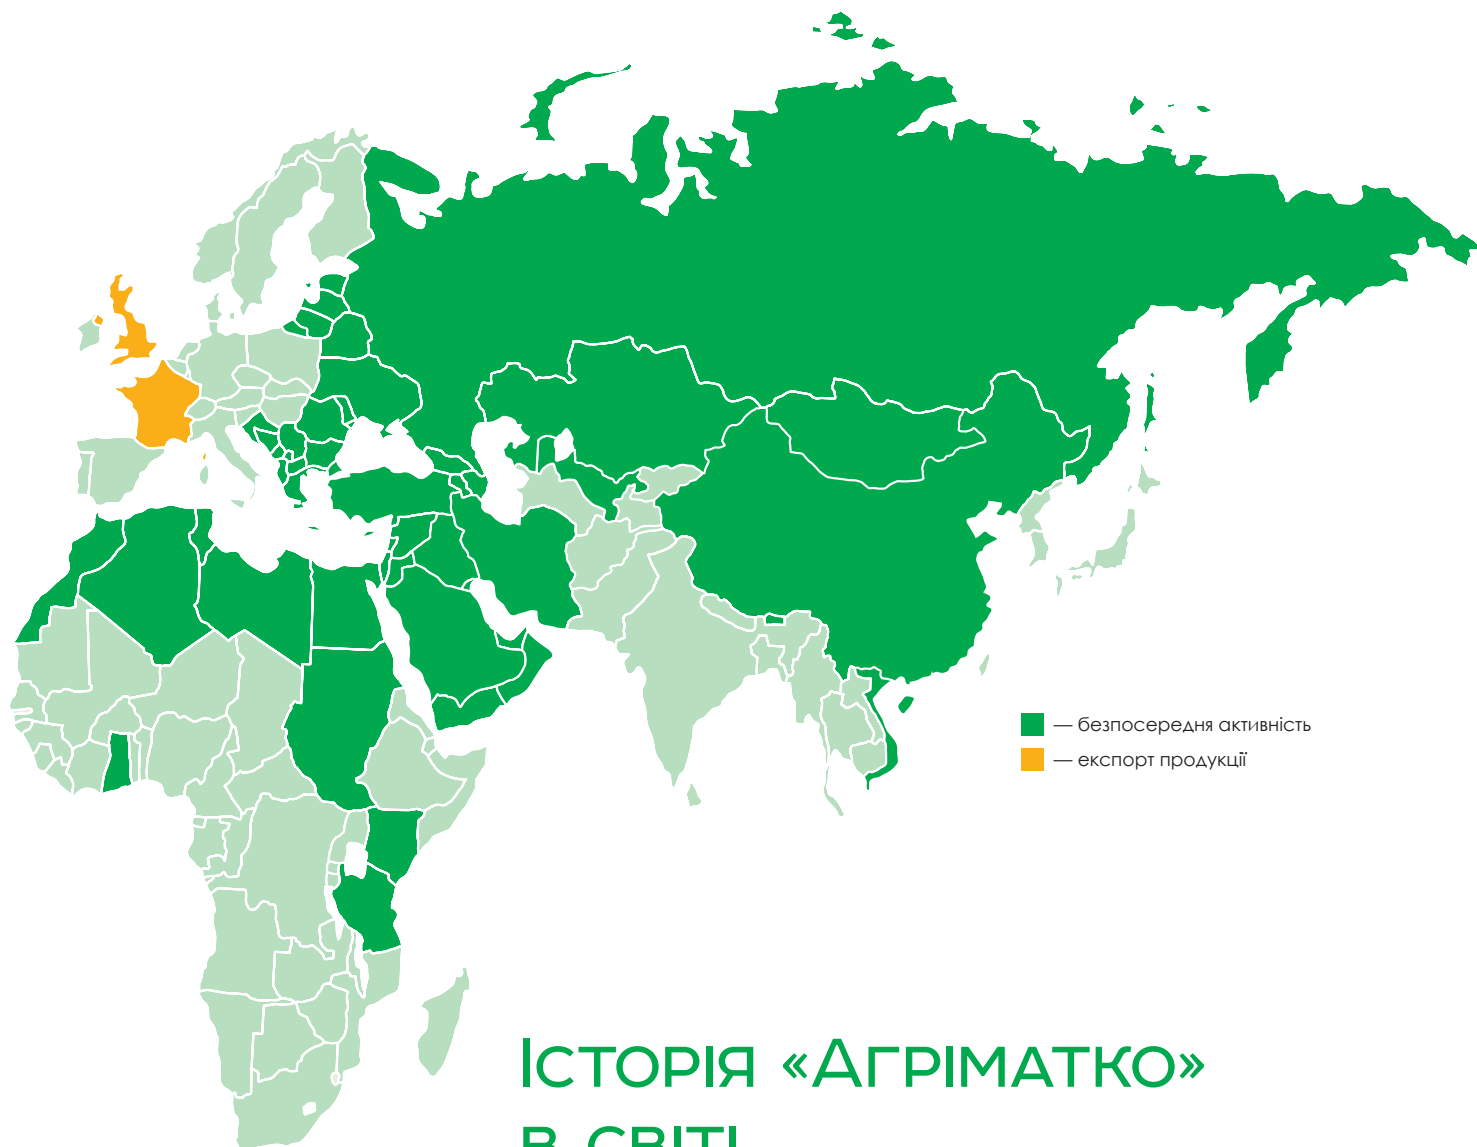 — безпосередня активність
— експорт продукції
Історія «Агріматко»
в світі